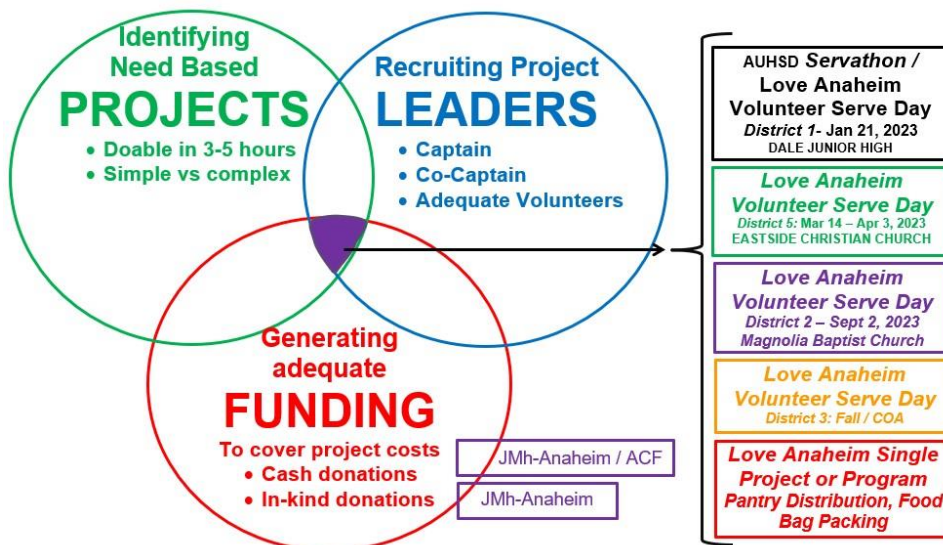 Identifying
Need Based
PROJECTS
• Doable in 3-5 hours
• Simple vs complex
Recruiting Project
LEADERS
• Captain
• Co-Captain
• Adequate Volunteers
Generating
adequate
FUNDING
To cover project costs
• Cash donations
• In-kind donations
JMh-Anaheim / ACF
JMh-Anaheim
AUHSD Servathon /
Love Anaheim
Volunteer Serve Day
District 1- Jan 21, 2023
DALE JUNIOR HIGH
Love Anaheim
Volunteer Serve Day
District 5: Mar 14 – Apr 3, 2023
EASTSIDE CHRISTIAN CHURCH
Love Anaheim
Volunteer Serve Day
District 2 – Sept 2, 2023
Magnolia Baptist Church
Love Anaheim
Volunteer Serve Day
District 3: Fall / COA
Love Anaheim Single
Project or Program
Pantry Distribution, Food
Bag Packing